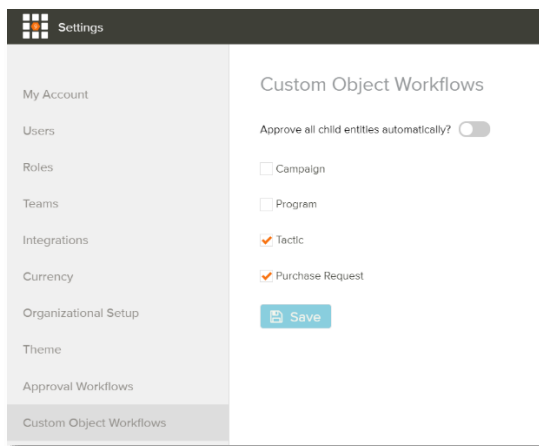 Settings
My Account
Users
Roles
Teams
Integrations
Currency
Organizational Setup
Theme
Approval Workflows
Custom Object Workflows
Custom Object Workflows
Approve all child entities automatically?
Campaign
Program
Tactic
Purchase Request
Save